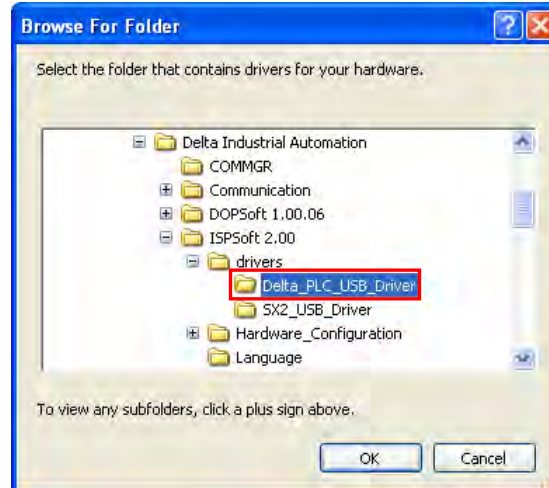 Browse For Folder
Select the folder that contains drivers for your hardware.
Delta Industrial Automation
COMMGR
Communication
DOPSoft 1.00.06
ISPSoft 2.00
drivers
Delta_PLC_USB_Driver
SX2_USB_Driver
Hardware_Configuration
Language
To view any subfolders, click a plus sign above.
OK Cancel